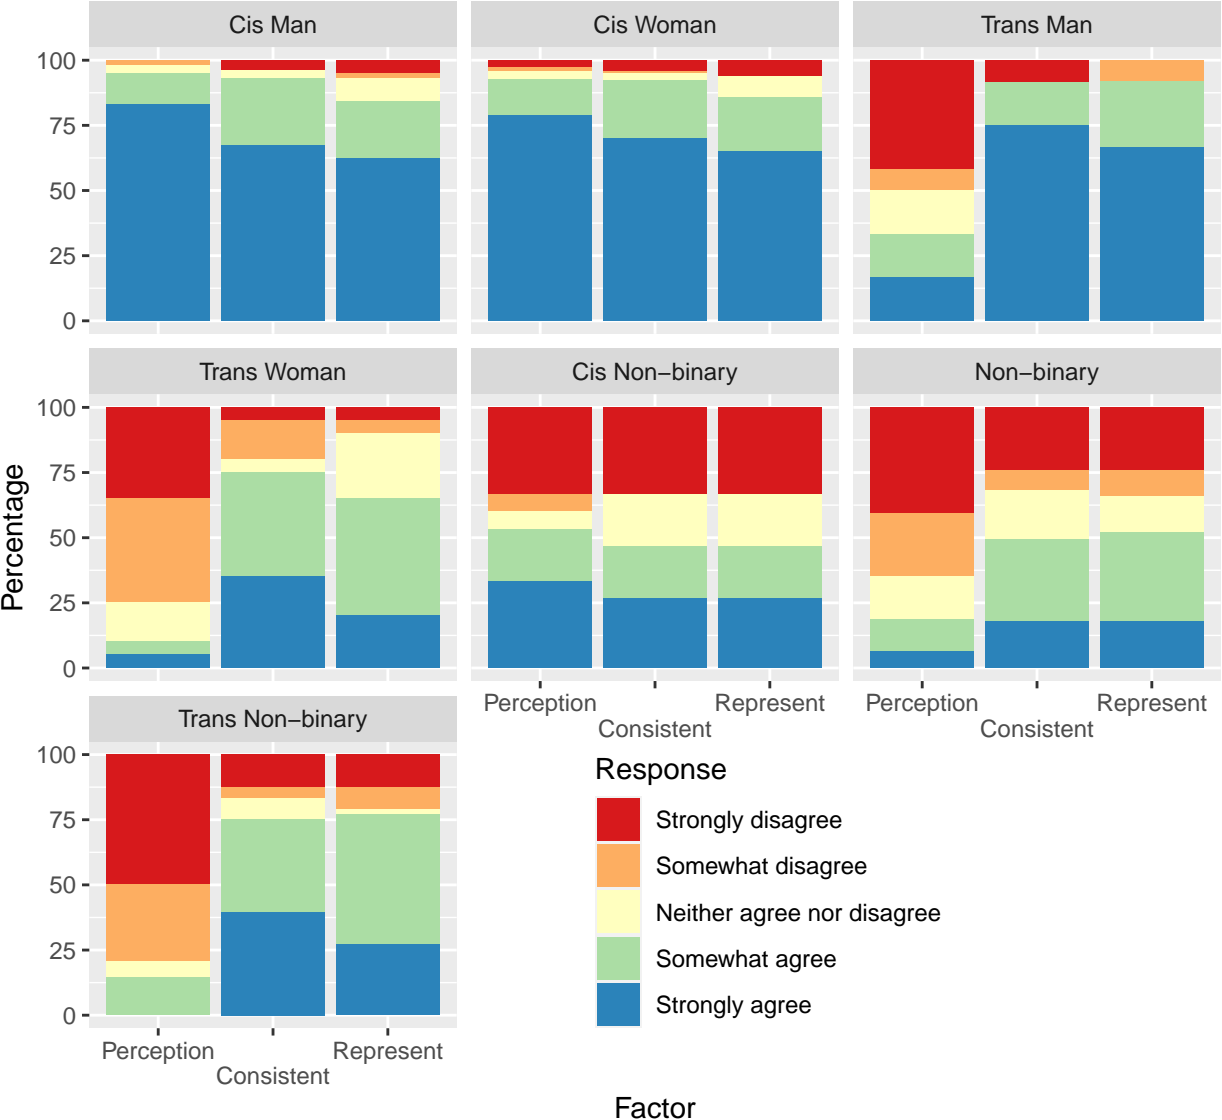 Cis Man
Cis Woman
Trans Man
100
75
50
25
0
Trans Woman
Cis Non−binary
Non−binary
100
75
50
25
0
Percentage
Perception
Consistent
Represent
Perception
Consistent
Represent
Trans Non−binary
100
75
50
25
0
Perception
Consistent
Represent
Response
Strongly disagree
Somewhat disagree
Neither agree nor disagree
Somewhat agree
Strongly agree
Factor